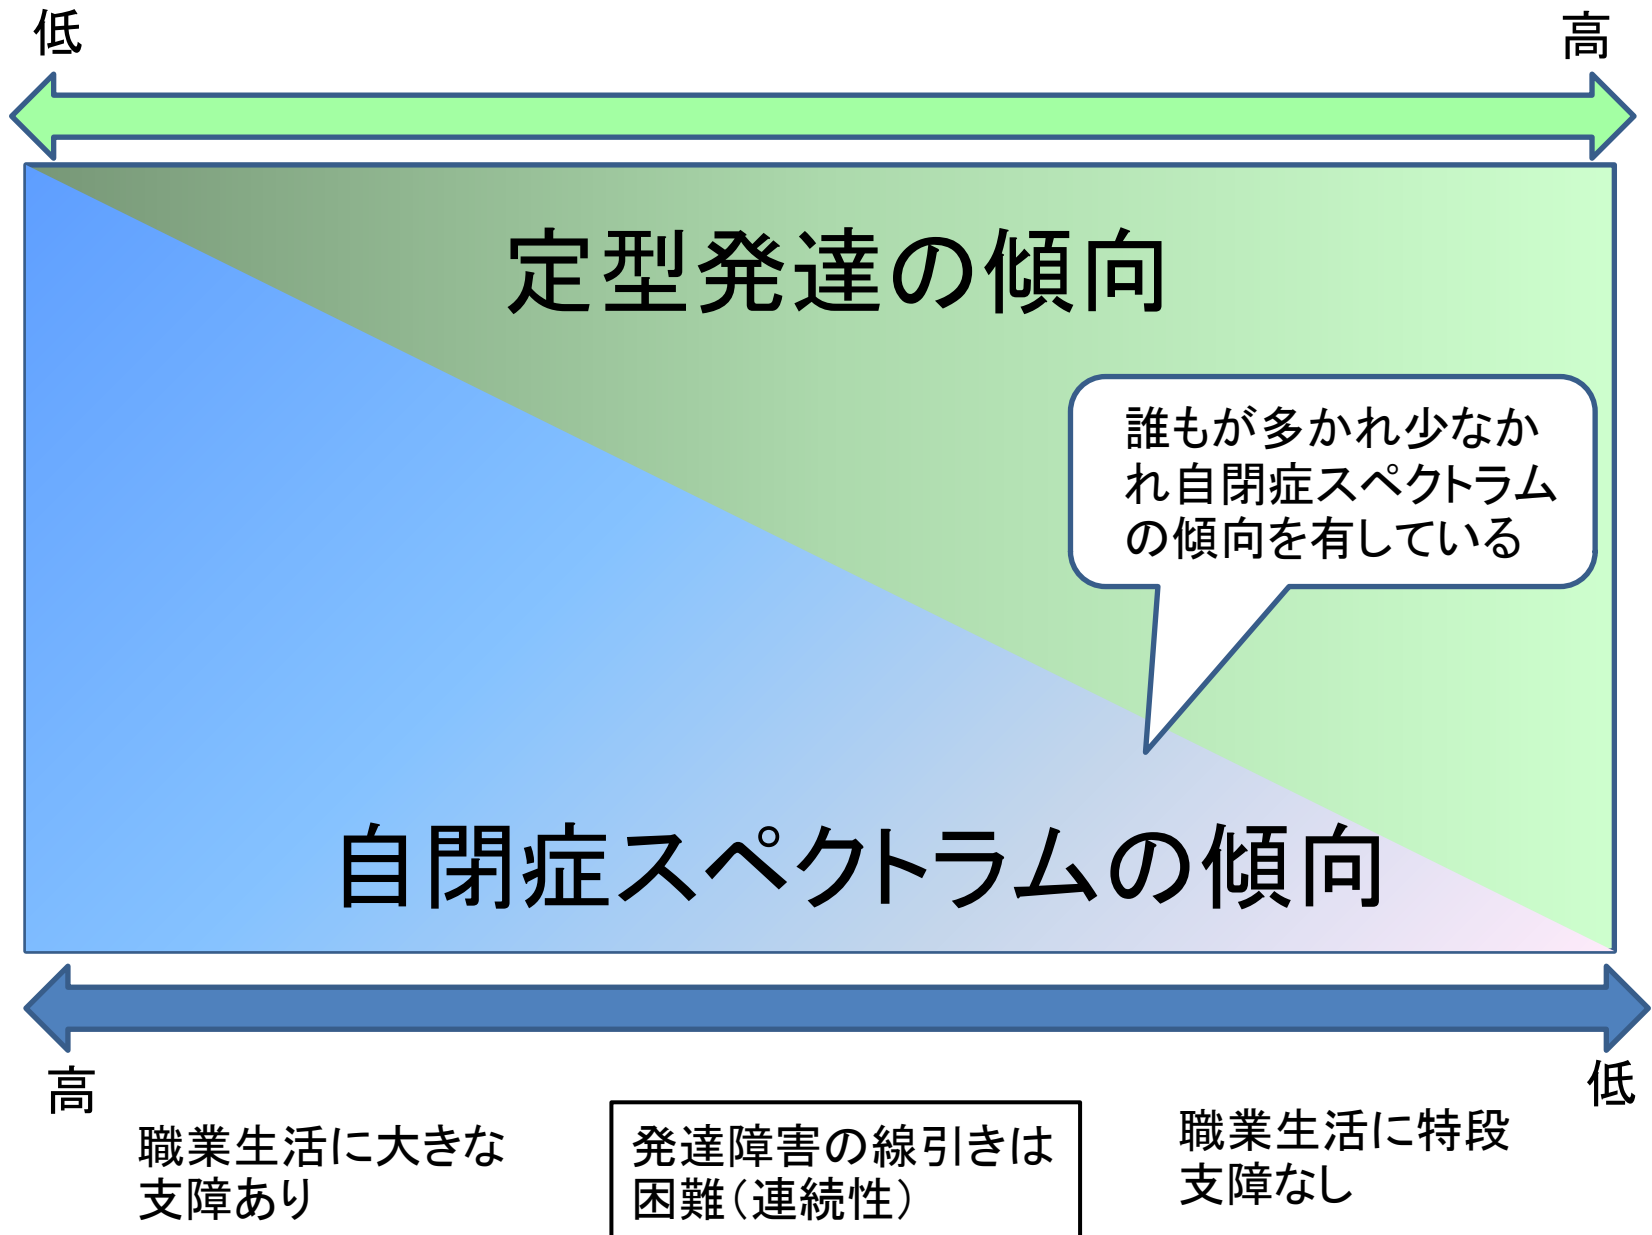 低
高
定型発達の傾向
誰もが多かれ少なか
れ自閉症スペクトラム
の傾向を有している
自閉症スペクトラムの傾向
高
低
職業生活に大きな
支障あり
発達障害の線引きは
困難（連続性）
職業生活に特段
支障なし